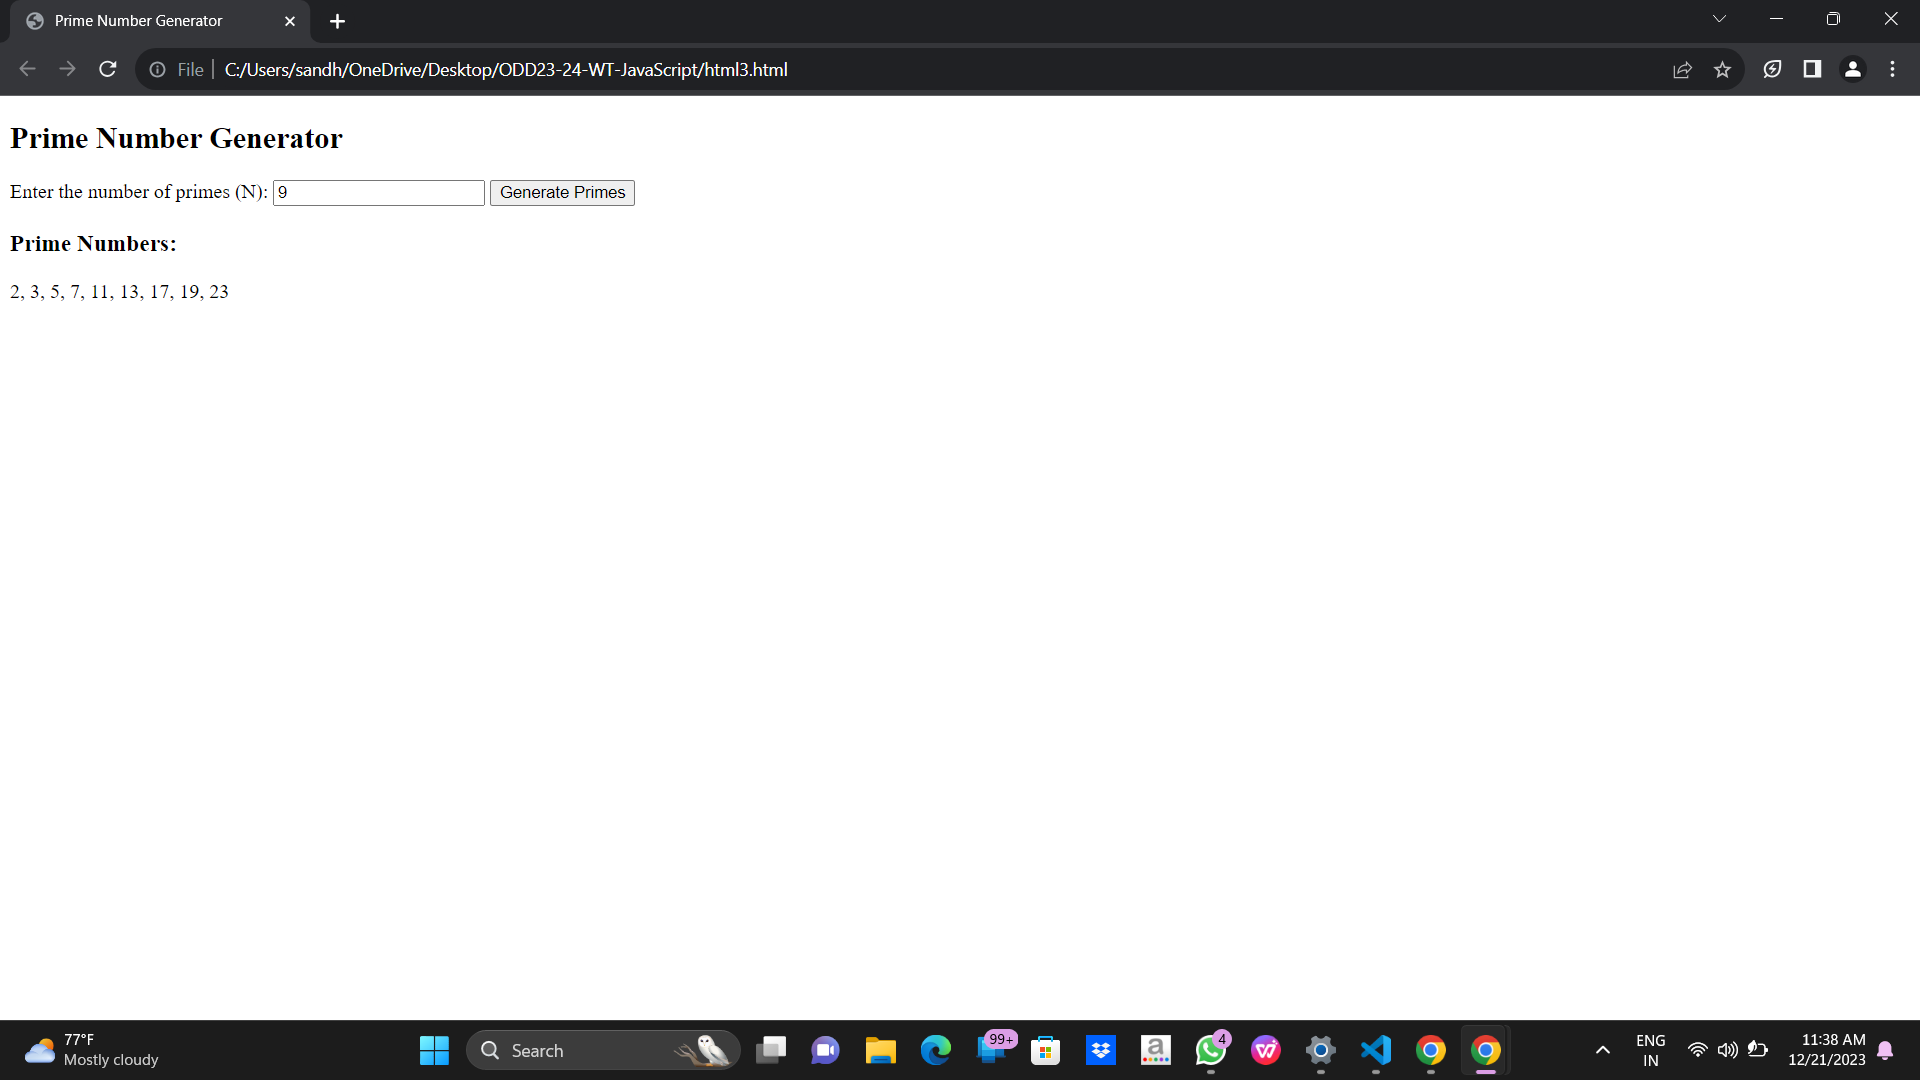 Prime Number Generator
File
C:/Users/sandh/OneDrive/Desktop/ODD23-24-WT-JavaScript/html3.html
Prime Number Generator
Enter the number of primes (N): 9 Generate Primes
Prime Numbers:
2, 3, 5, 7, 11, 13, 17, 19, 23
77°F
Mostly cloudy
Search
99+
a
4
W
ENG
IN
11:38 AM
12/21/2023